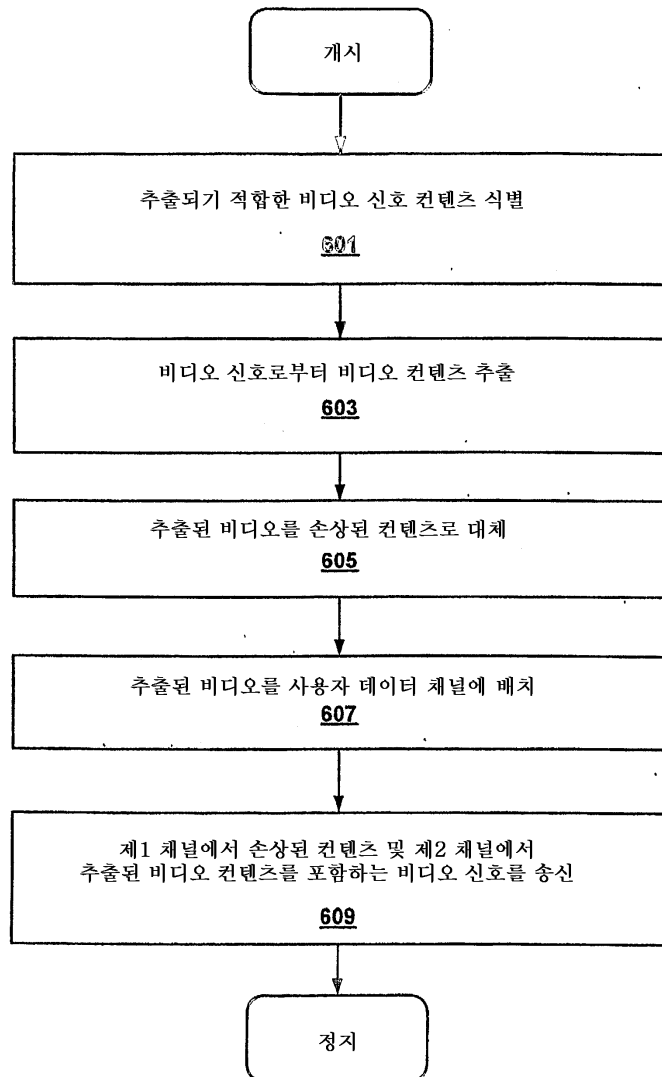 개시
추출되기 적합한 비디오 신호 컨텐츠 식별
601
비디오 신호로부터 비디오 컨텐츠 추출
603
추출된 비디오를 손상된 컨텐츠로 대체
605
추출된 비디오를 사용자 데이터 채널에 배치
607
제1 채널에서 손상된 컨텐츠 및 제2 채널에서
추출된 비디오 컨텐츠를 포함하는 비디오 신호를 송신
609
정지